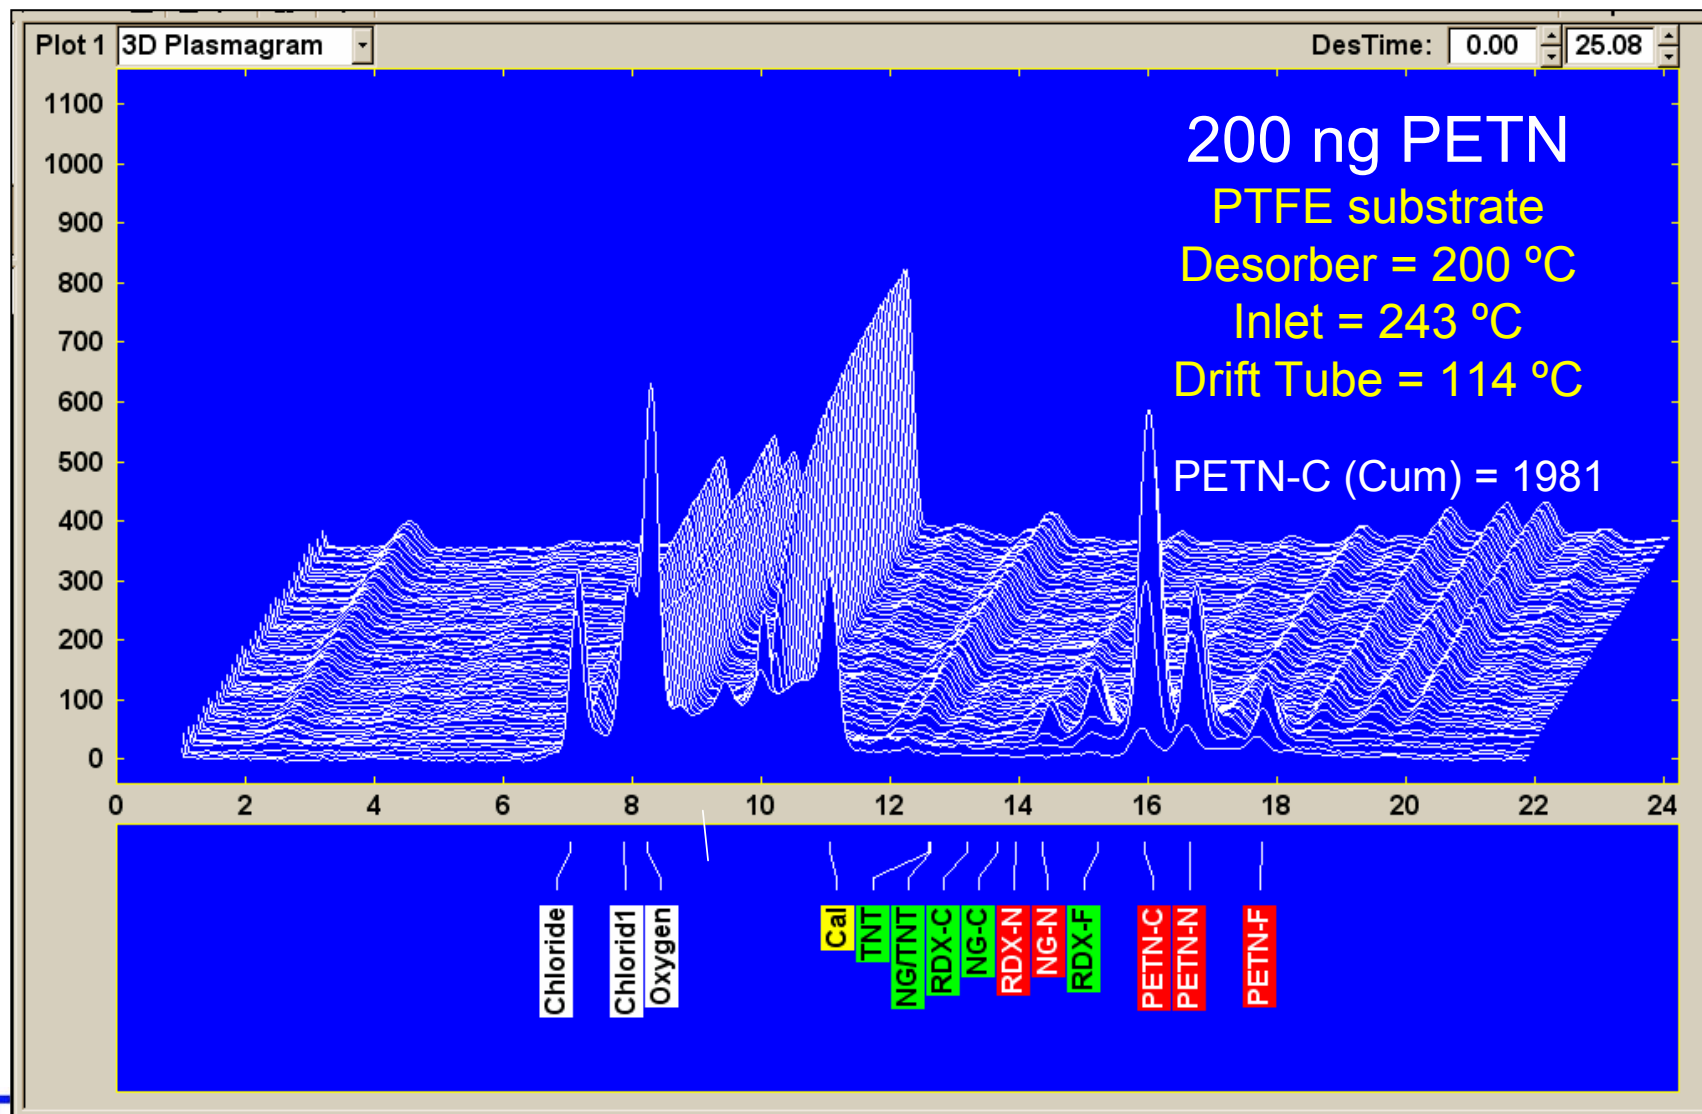 Plot 1 3D Plasmagram DesTime: 0.00 25.08
1100
1000
900
800
700
600
500
400
300
200
100
0
200 ng PETN
PTFE substrate
Desorber = 200 ºC
Inlet = 243 ºC
Drift Tube = 114 ºC
PETN-C (Cum) = 1981
0 2 4 6 8 10 12 14 16 18 20 22 24
Chloride
Chlorid1
Oxygen
Cal
TNT
NG/TNT
RDX-C
NG-C
RDX-N
NG-N
RDX-F
PETN-C
PETN-N
PETN-F